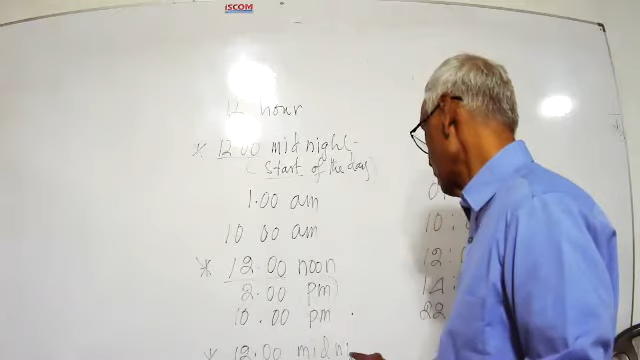 iSCOM
12 hour
* 12.00 midnight
(Start of the day)
1.00 am
10 00 am
* 12.00 noon
2.00 pm
10.00 pm .
* 12.00 midni
10:
12:
14:
22